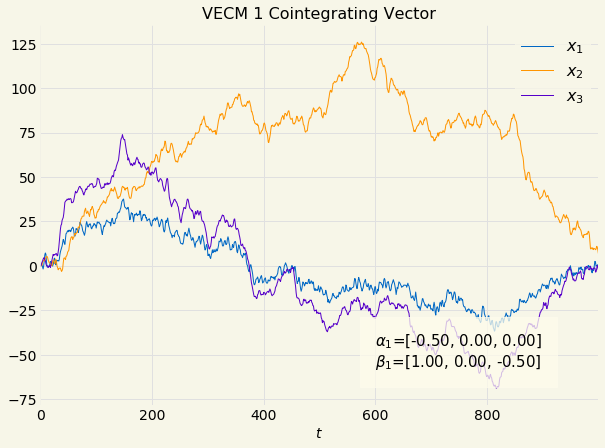 VECM 1 Cointegrating Vector
125
100
75
50
25
0
−25
−50
−75
0
200
400
600
800
t
x₁
x₂
x₃
α₁=[-0.50, 0.00, 0.00]
β₁=[1.00, 0.00, -0.50]